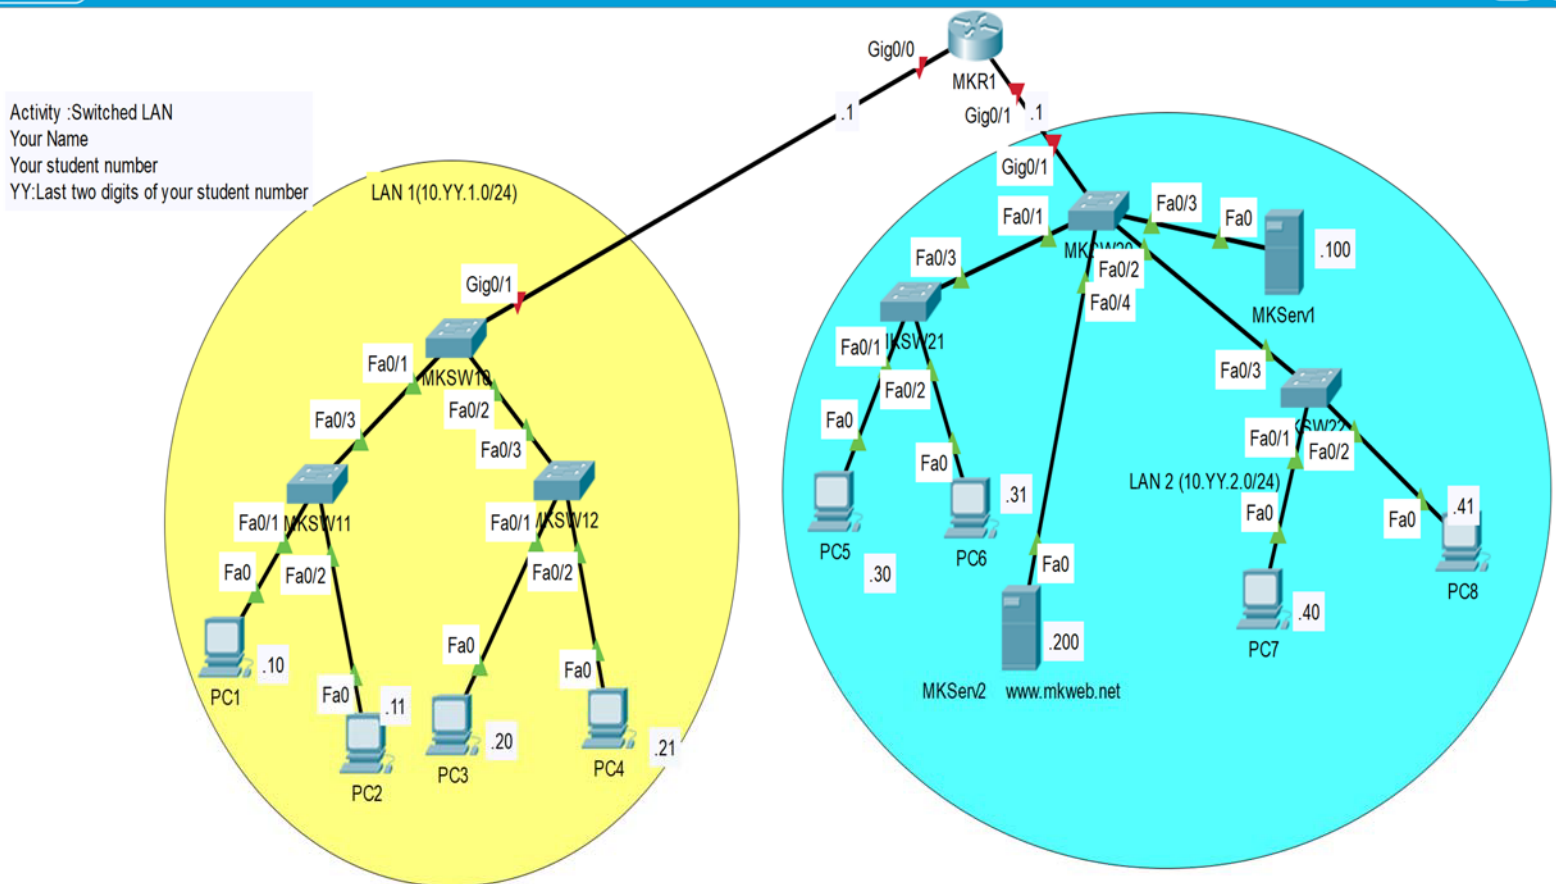 Gig0/0
MKR1
Activity :Switched LAN
Your Name
Your student number
YY:Last two digits of your student number
.1
Gig0/1
.1
Gig0/1
LAN 1(10.YY.1.0/24)
Fa0/1
Fa0/3
Fa0
.100
Fa0/2
Fa0/4
Fa0/3
MKServ1
Gig0/1
MKSW10
Fa0/1
Fa0/2
Fa0/3
Fa0/3
MKSW11
Fa0/1
Fa0/2
MKSW12
Fa0/1
Fa0/2
Fa0
Fa0
Fa0
Fa0
PC1
.10
PC2
.11
PC3
.20
PC4
.21
Fa0/1
Fa0/2
Fa0
Fa0
PC5
.30
PC6
.31
Fa0/3
Fa0/1
Fa0/2
LAN 2 (10.YY.2.0/24)
Fa0
Fa0
.41
PC8
.40
PC7
Fa0
.200
MKServ2
www.mkweb.net